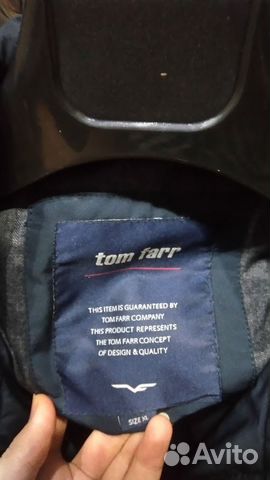 tom farr
THIS ITEM IS GUARANTEED BY
TOM FARR COMPANY
THIS PRODUCT REPRESENTS
THE TOM FARR CONCEPT
OF DESIGN & QUALITY
SIZE XL
Avito